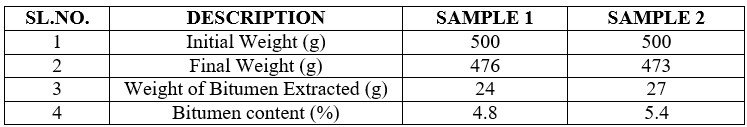 SL.NO. DESCRIPTION SAMPLE 1 SAMPLE 2
1 Initial Weight (g) 500 500
2 Final Weight (g) 476 473
3 Weight of Bitumen Extracted (g) 24 27
4 Bitumen content (%) 4.8 5.4